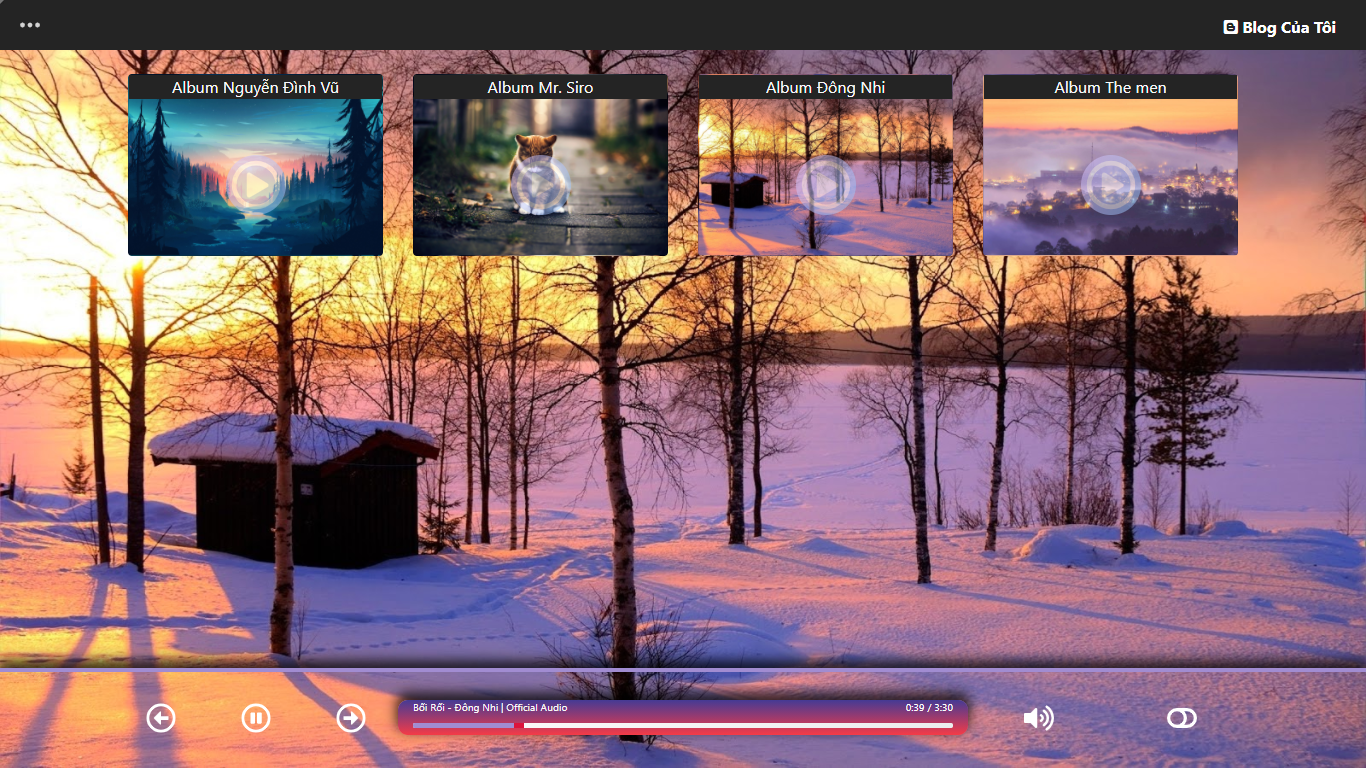 Blog Của Tôi
Album Nguyễn Đình Vũ
Album Mr. Siro
Album Đông Nhi
Album The men
Bối Rối - Đông Nhi | Official Audio
0:39 / 3:30